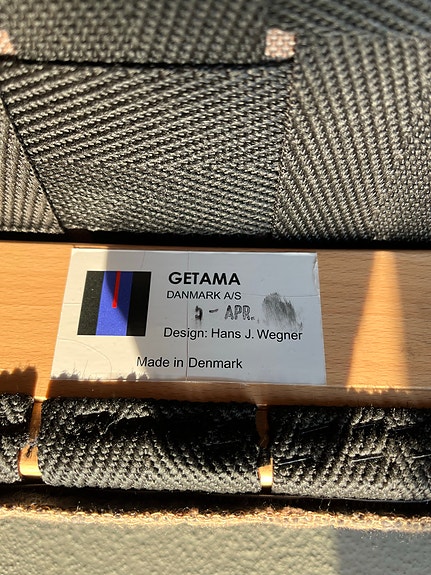 GETAMA
DANMARK A/S
- APR.
Design: Hans J. Wegner
Made in Denmark